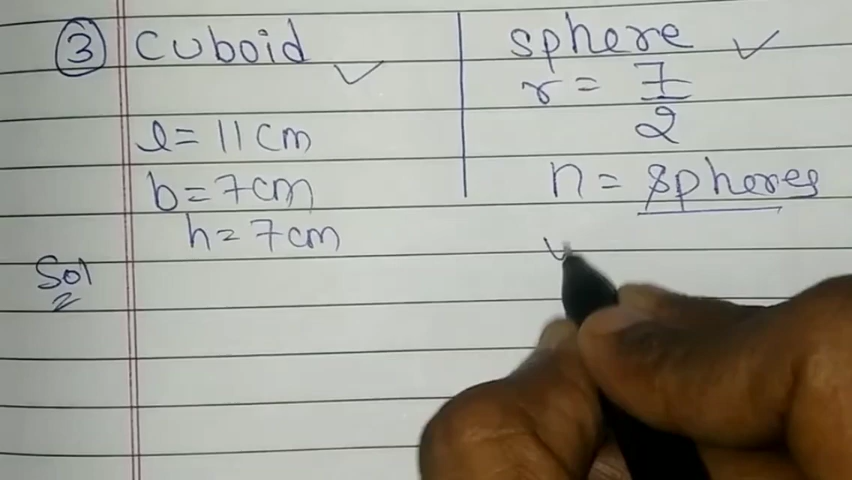 ③ cuboid
l = 11 cm
b = 7 cm
h = 7 cm
sphere
r = 7/2
n = spheres
Sol